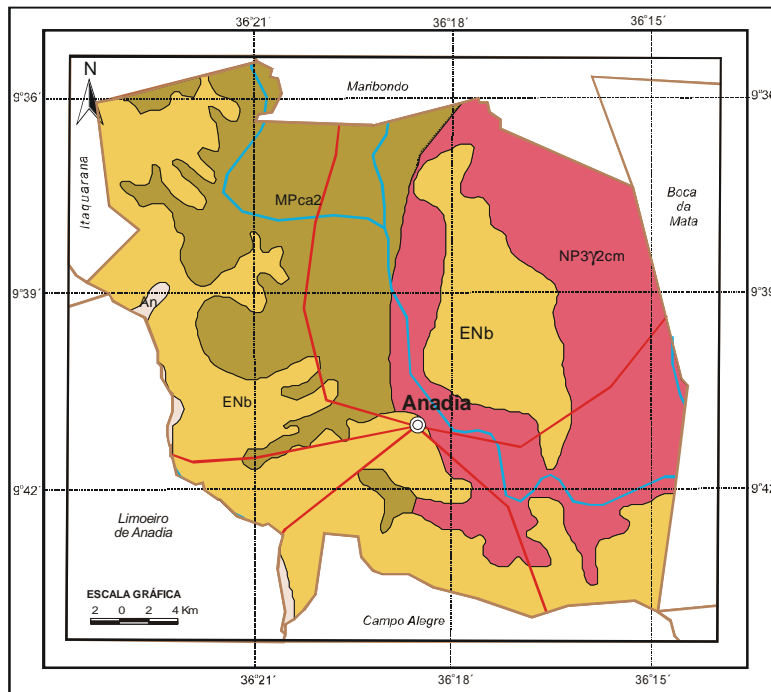 36°21′ 36°18′ 36°15′
N
Maribondo
9°36′ 9°36
Itaquarana
MPca2
Boca
da
Mata
NP3γ2cm
9°39′ 9°39
An
ENb
ENb
Anadia
9°42′ 9°42
Limoeiro
de Anadia
ESCALA GRÁFICA
2 0 2 4 Km
Campo Alegre
36°21′ 36°18′ 36°15′